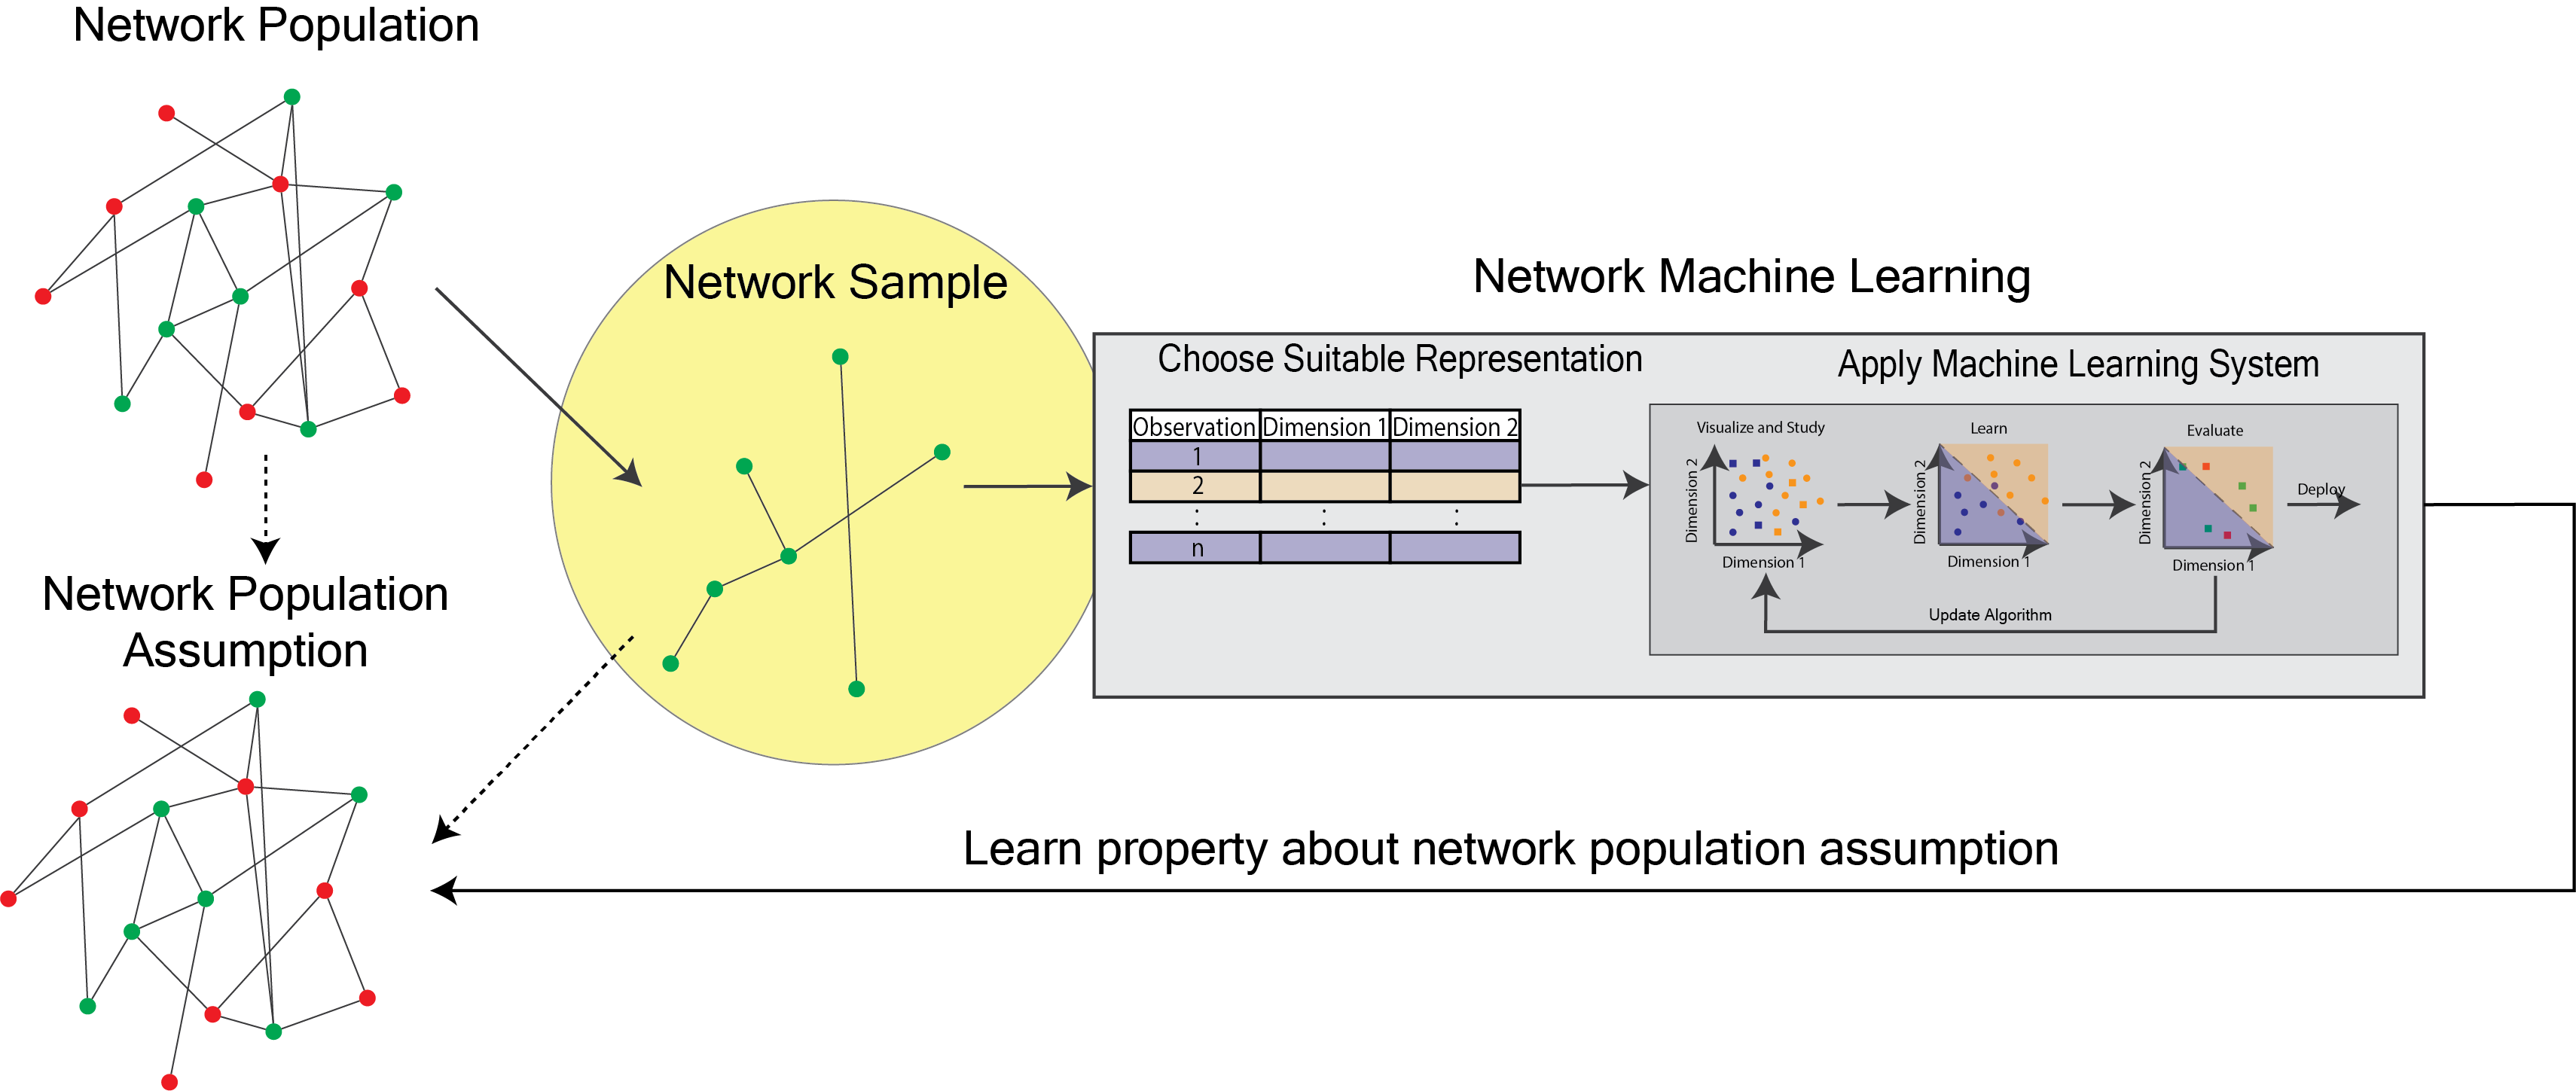 Network Population
Network Sample
Network Machine Learning
Choose Suitable Representation
Apply Machine Learning System
Observation Dimension 1 Dimension 2
1
2
: : :
n
Visualize and Study
Dimension 2
Dimension 1
Learn
Dimension 2
Dimension 1
Evaluate
Dimension 2
Dimension 1
Deploy
Update Algorithm
Network Population
Assumption
Learn property about network population assumption